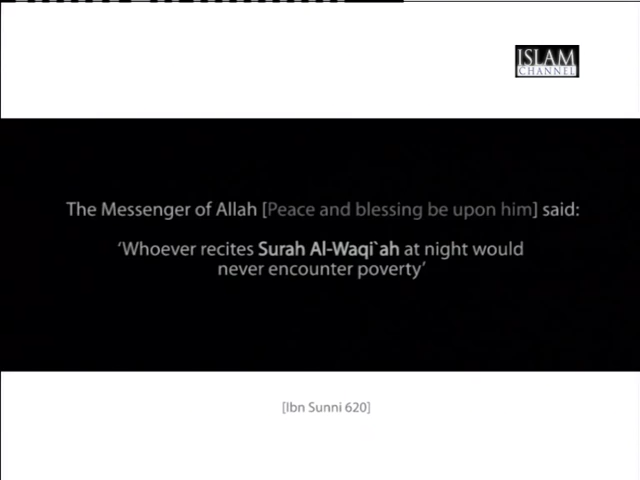 ISLAM
CHANNEL
The Messenger of Allah [Peace and blessing be upon him] said:
‘Whoever recites Surah Al-Waqi`ah at night would
never encounter poverty’
[Ibn Sunni 620]